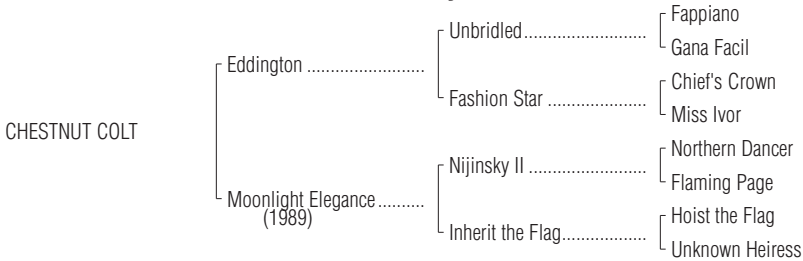 Fappiano
Unbridled........................
Gana Facil
Eddington ........................
Chief's Crown
Fashion Star ....................
Miss Ivor
CHESTNUT COLT
Northern Dancer
Nijinsky II ........................
Flaming Page
Moonlight Elegance..........
(1989)
Hoist the Flag
Inherit the Flag.................
Unknown Heiress